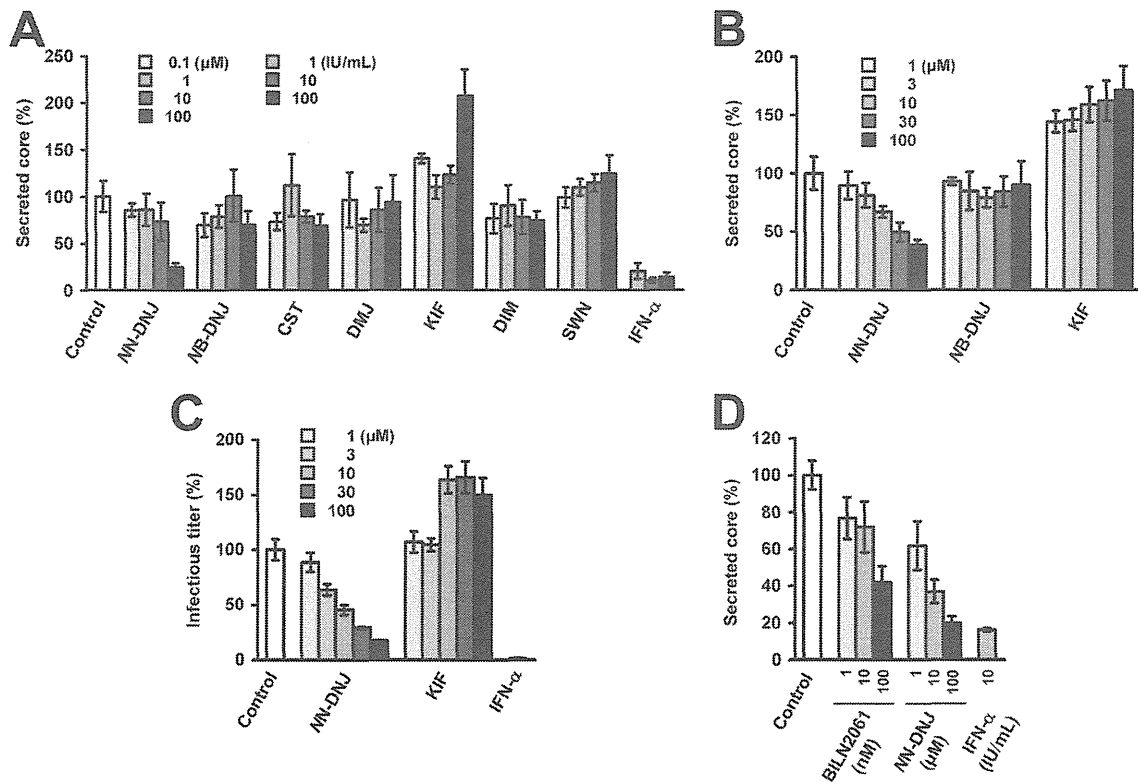 A
Secreted core (%)
250
200
150
100
50
0
0.1 (µM)
1
10
100
1 (IU/mL)
10
100
Control
NN-DNJ
NB-DNJ
CST
DMJ
KIF
DIM
SWN
IFN-α
B
Secreted core (%)
200
150
100
50
0
1 (µM)
3
10
30
100
Control
NN-DNJ
NB-DNJ
KIF
C
Infectious titer (%)
200
150
100
50
0
1 (µM)
3
10
30
100
Control
NN-DNJ
KIF
IFN-α
D
Secreted core (%)
120
100
80
60
40
20
0
1 10 100 1 10 100 10
Control
BILN2061 (nM)
NN-DNJ (µM)
IFN-α (IU/mL)